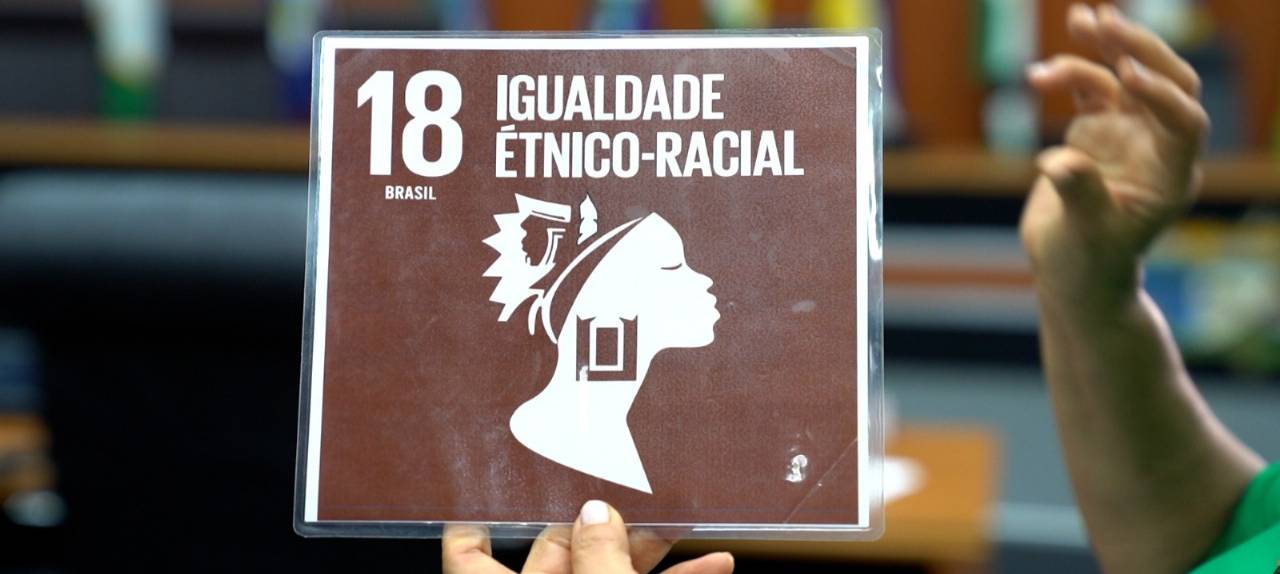 18
BRASIL
IGUALDADE
ÉTNICO-RACIAL